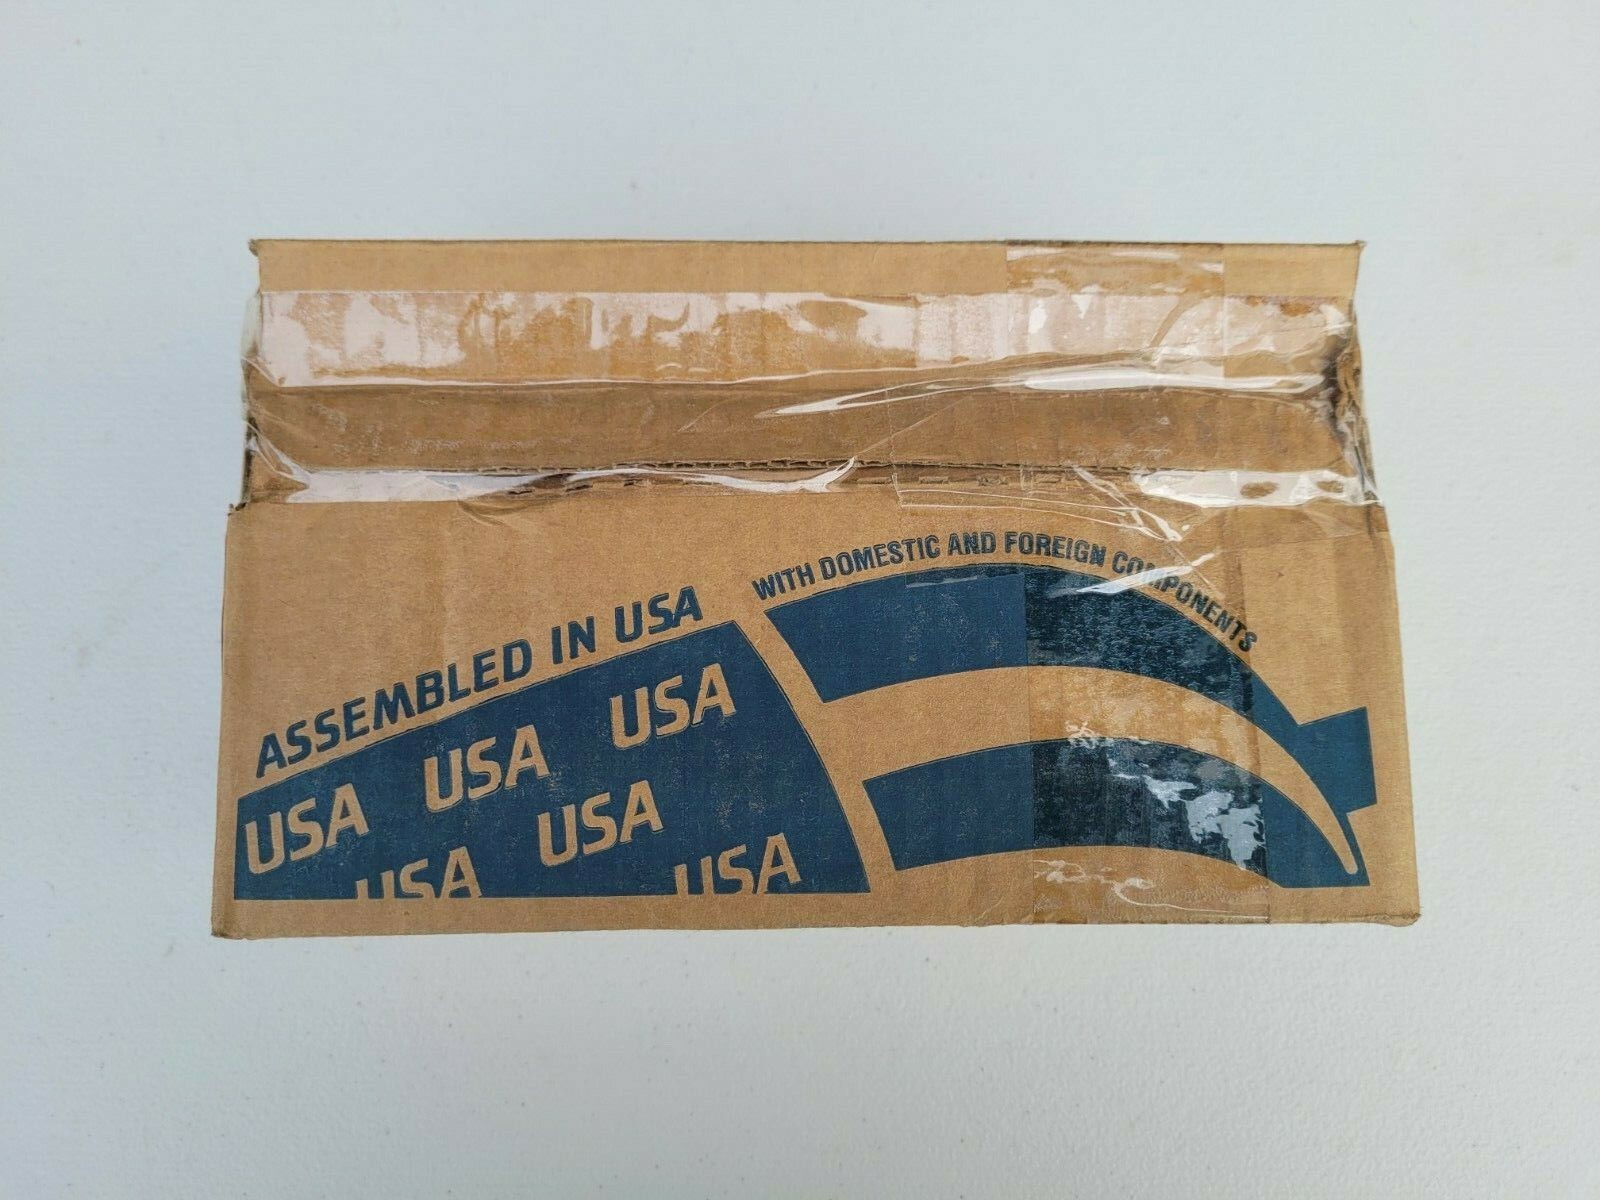 ASSEMBLED IN USA
WITH DOMESTIC AND FOREIGN COMPONENTS
USA
USA
USA
USA
USA
USA